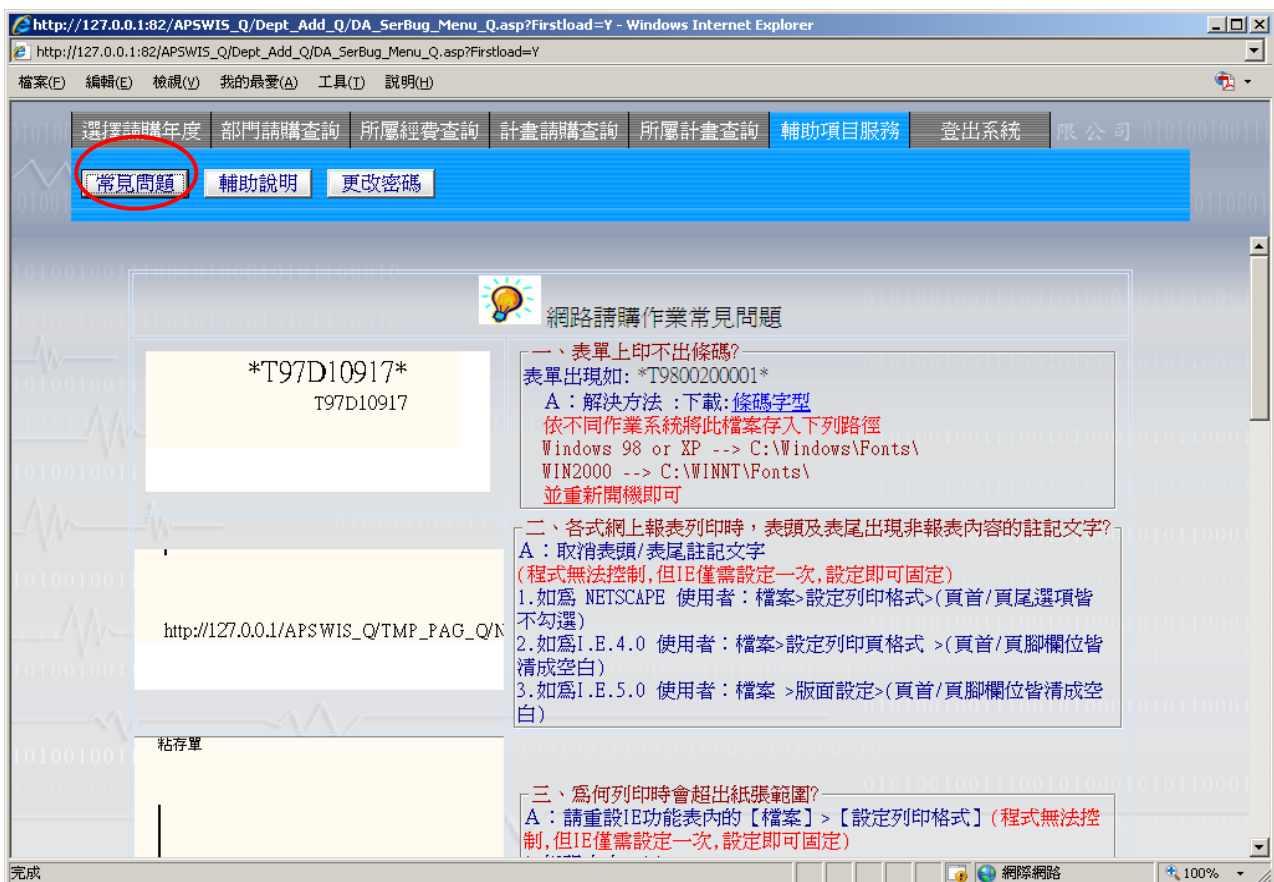 http://127.0.0.1:82/APSWIS_Q/Dept_Add_Q/DA_SerBug_Menu_Q.asp?Firstload=Y - Windows Internet Explorer
http://127.0.0.1:82/APSWIS_Q/Dept_Add_Q/DA_SerBug_Menu_Q.asp?Firstload=Y
檔案(F) 編輯(E) 檢視(V) 我的最愛(A) 工具(T) 說明(H)
選擇請購年度 部門請購查詢 所屬經費查詢 計畫請購查詢 所屬計畫查詢 輔助項目服務 登出系統 限公司
常見問題 輔助說明 更改密碼
網路請購作業常見問題
*T97D10917*
T97D10917
一、表單上印不出條碼?
表單出現如: *T9800200001*
A：解決方法 :下載:條碼字型
依不同作業系統將此檔案存入下列路徑
Windows 98 or XP --> C:\Windows\Fonts\
WIN2000 --> C:\WINNT\Fonts\
並重新開機即可
http://127.0.0.1/APSWIS_Q/TMP_PAG_Q/N
二、各式網上報表列印時，表頭及表尾出現非報表內容的註記文字?
A：取消表頭/表尾註記文字
(程式無法控制,但IE僅需設定一次,設定即可固定)
1.如為 NETSCAPE 使用者：檔案>設定列印格式>(頁首/頁尾選項皆
不勾選)
2.如為I.E.4.0 使用者：檔案>設定列印頁格式 >(頁首/頁腳欄位皆
清成空白)
3.如為I.E.5.0 使用者：檔案 >版面設定>(頁首/頁腳欄位皆清成空
白)
粘存單
三、為何列印時會超出紙張範圍?
A：請重設IE功能表內的【檔案】>【設定列印格式】(程式無法控
制,但IE僅需設定一次,設定即可固定)
完成 網際網路 100%